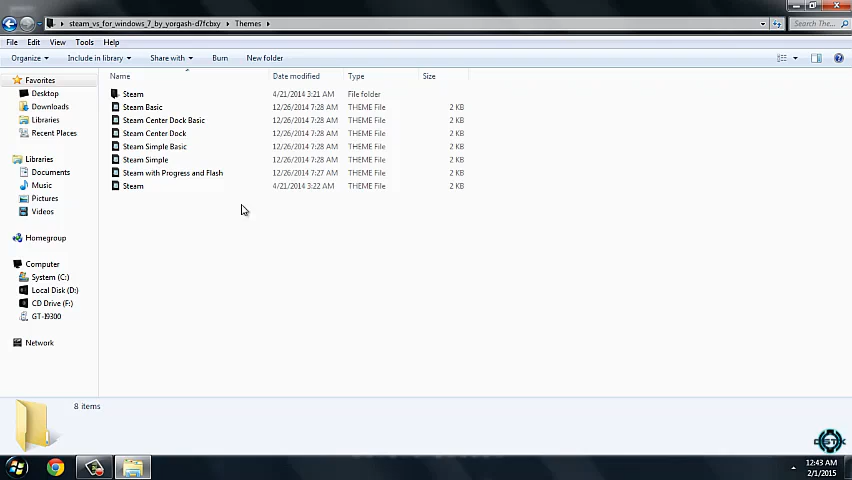 steam_vs_for_windows_7_by_yorgash-d7fcbxy Themes Search The...
File Edit View Tools Help
Organize Include in library Share with Burn New folder
Favorites
Desktop
Downloads
Libraries
Recent Places
Libraries
Documents
Music
Pictures
Videos
Homegroup
Computer
System (C:)
Local Disk (D:)
CD Drive (F:)
GT-I9300
Network
Name Date modified Type Size
Steam 4/21/2014 3:21 AM File folder
Steam Basic 12/26/2014 7:28 AM THEME File 2 KB
Steam Center Dock Basic 12/26/2014 7:28 AM THEME File 2 KB
Steam Center Dock 12/26/2014 7:28 AM THEME File 2 KB
Steam Simple Basic 12/26/2014 7:28 AM THEME File 2 KB
Steam Simple 12/26/2014 7:28 AM THEME File 2 KB
Steam with Progress and Flash 12/26/2014 7:27 AM THEME File 2 KB
Steam 4/21/2014 3:22 AM THEME File 2 KB
8 items
12:43 AM
2/1/2015